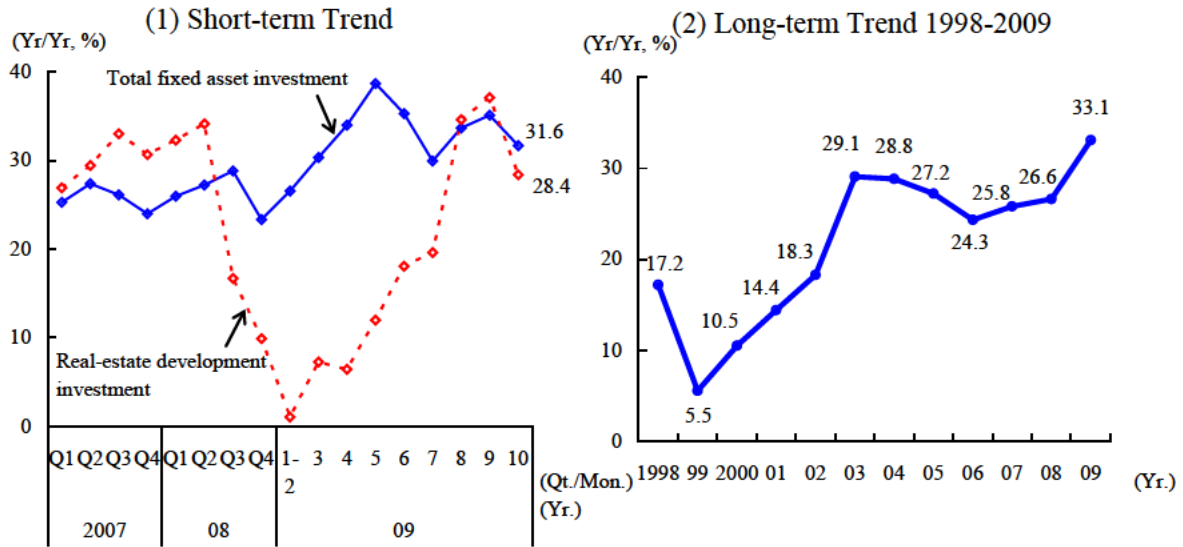 (1) Short-term Trend
(Yr/Yr, %)
Total fixed asset investment
40
30
20
10
0
31.6
28.4
Real-estate development
investment
Q1 Q2 Q3 Q4 Q1 Q2 Q3 Q4 1-2 3 4 5 6 7 8 9 10
(Qt./Mon.)
2007 08 09
(Yr.)
(2) Long-term Trend 1998-2009
(Yr/Yr, %)
40
30
20
10
0
17.2
5.5
10.5
14.4
18.3
29.1
28.8
27.2
24.3
25.8
26.6
33.1
1998 99 2000 01 02 03 04 05 06 07 08 09
(Yr.)